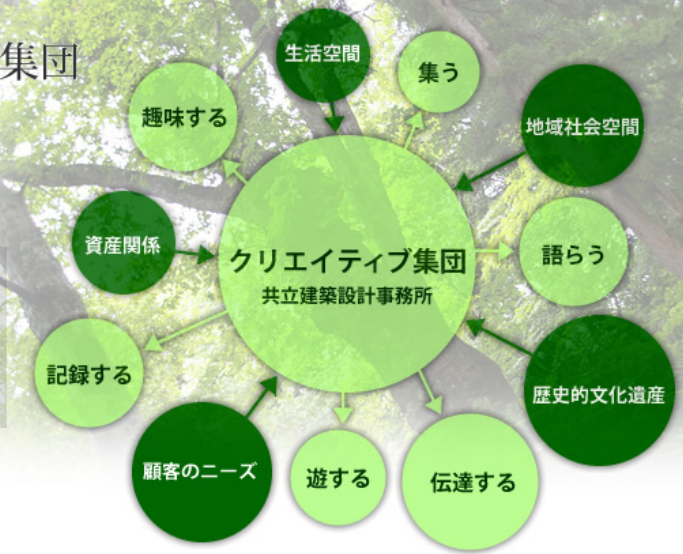 集団
生活空間
集う
趣味する
地域社会空間
資産関係
クリエイティブ集団
共立建築設計事務所
語らう
記録する
歴史的文化遺産
顧客のニーズ
遊する
伝達する